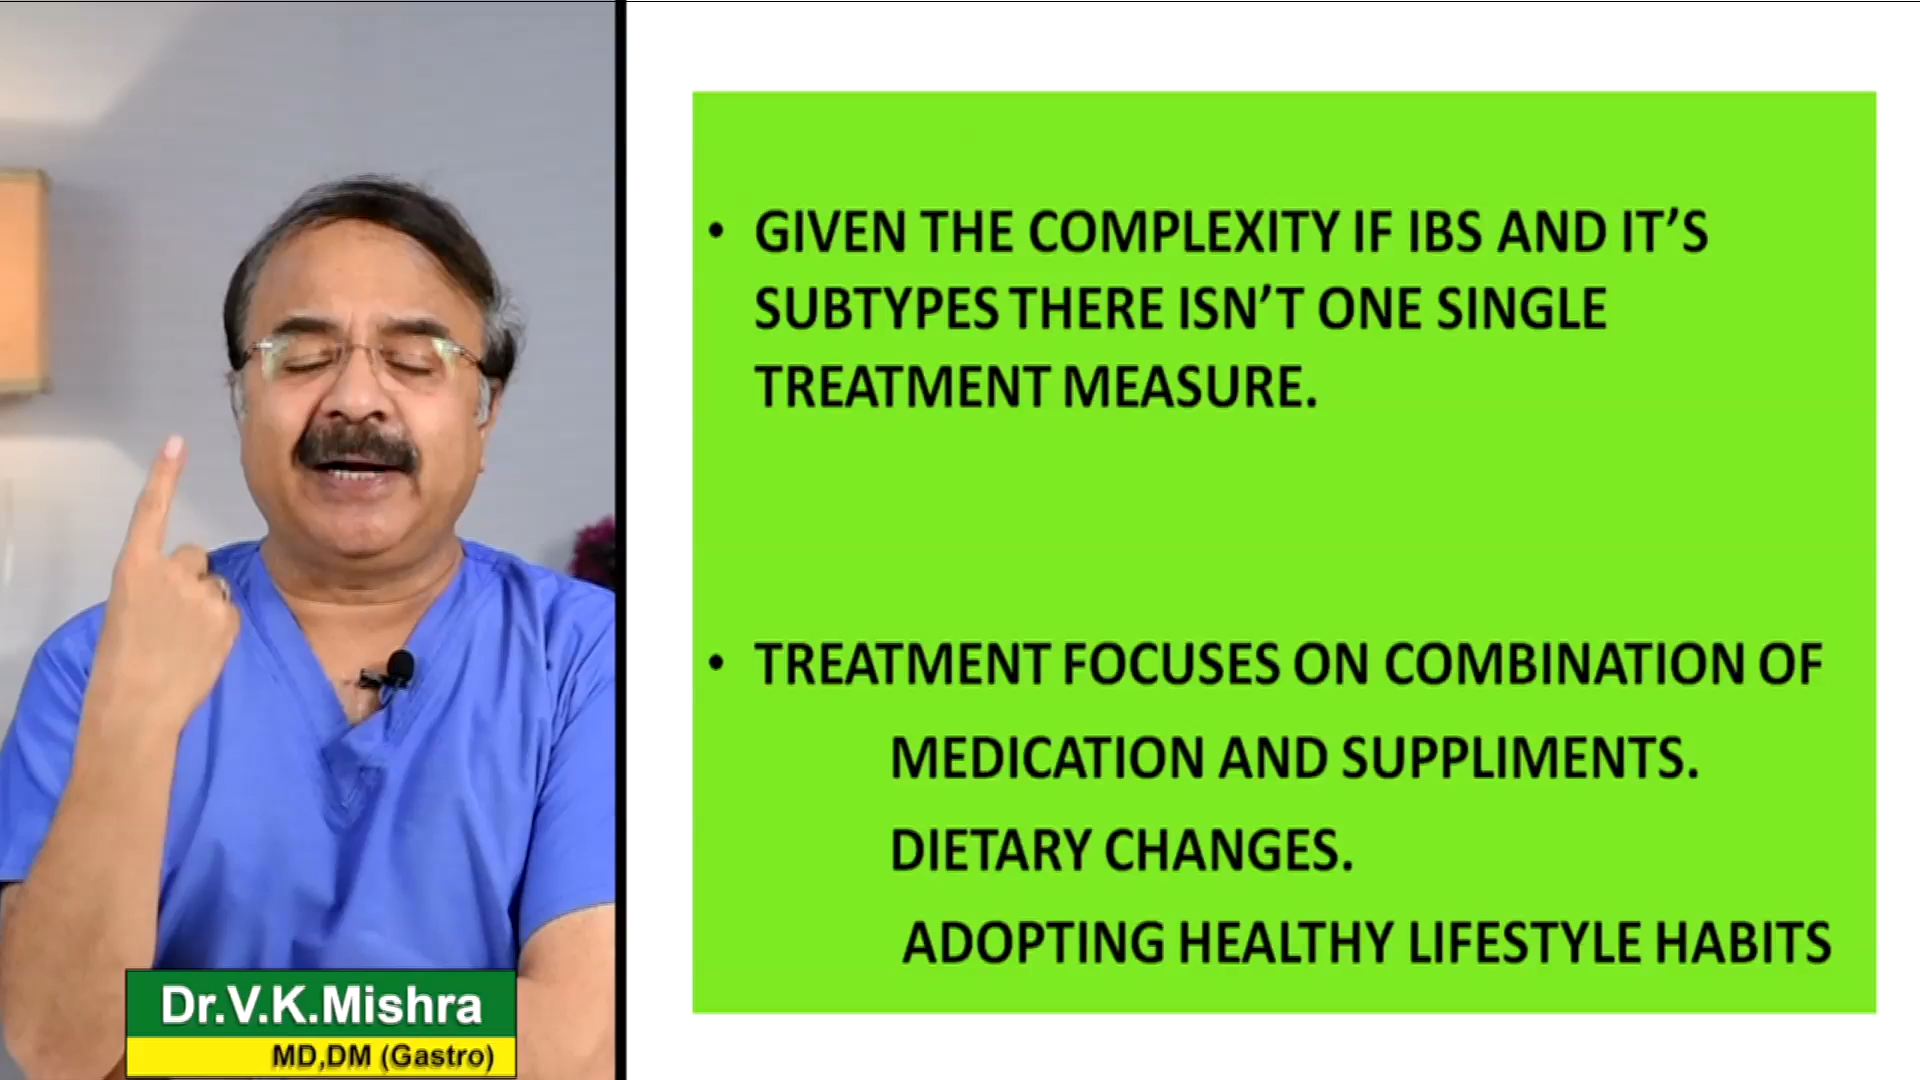 • GIVEN THE COMPLEXITY IF IBS AND IT’S
SUBTYPES THERE ISN’T ONE SINGLE
TREATMENT MEASURE.
• TREATMENT FOCUSES ON COMBINATION OF
MEDICATION AND SUPPLIMENTS.
DIETARY CHANGES.
ADOPTING HEALTHY LIFESTYLE HABITS
Dr.V.K.Mishra
MD,DM (Gastro)